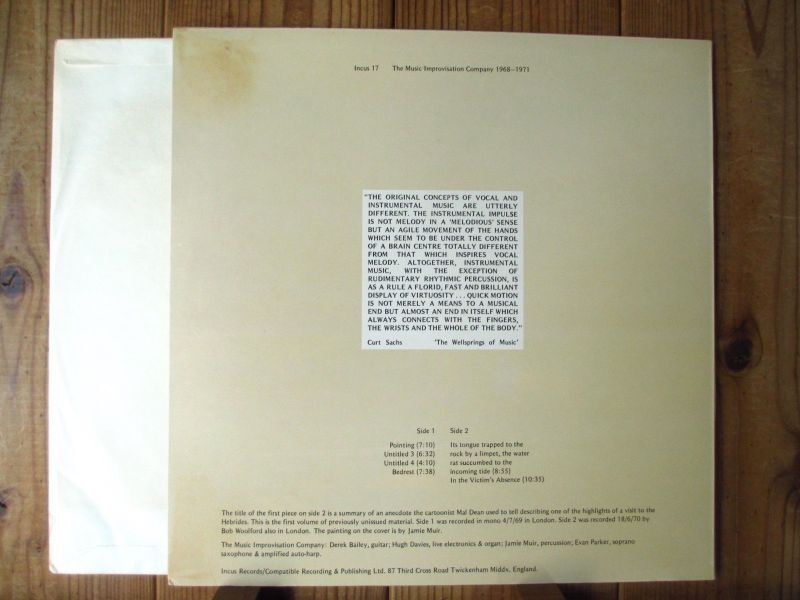 Incus 17 The Music Improvisation Company 1968–1971
"THE ORIGINAL CONCEPTS OF VOCAL AND
INSTRUMENTAL MUSIC ARE UTTERLY
DIFFERENT. THE INSTRUMENTAL IMPULSE
IS NOT MELODY IN A 'MELODIOUS' SENSE
BUT AN AGILE MOVEMENT OF THE HANDS
WHICH SEEM TO BE UNDER THE CONTROL
OF A BRAIN CENTRE TOTALLY DIFFERENT
FROM THAT WHICH INSPIRES VOCAL
MELODY. ALTOGETHER, INSTRUMENTAL
MUSIC, WITH THE EXCEPTION OF
RUDIMENTARY RHYTHMIC PERCUSSION, IS
AS A RULE A FLORID, FAST AND BRILLIANT
DISPLAY OF VIRTUOSITY . . . QUICK MOTION
IS NOT MERELY A MEANS TO A MUSICAL
END BUT ALMOST AN END IN ITSELF WHICH
ALWAYS CONNECTS WITH THE FINGERS,
THE WRISTS AND THE WHOLE OF THE BODY."
Curt Sachs 'The Wellsprings of Music'
Side 1
Pointing (7:10)
Untitled 3 (6:32)
Untitled 4 (4:10)
Bedrest (7:38)
Side 2
Its tongue trapped to the
rock by a limpet, the water
rat succumbed to the
incoming tide (8:55)
In the Victim's Absence (10:35)
The title of the first piece on side 2 is a summary of an anecdote the cartoonist Mal Dean used to tell describing one of the highlights of a visit to the
Hebrides. This is the first volume of previously unissued material. Side 1 was recorded in mono 4/7/69 in London. Side 2 was recorded 18/6/70 by
Bob Woolford also in London. The painting on the cover is by Jamie Muir.
The Music Improvisation Company: Derek Bailey, guitar; Hugh Davies, live electronics & organ; Jamie Muir, percussion; Evan Parker, soprano
saxophone & amplified auto-harp.
Incus Records/Compatible Recording & Publishing Ltd. 87 Third Cross Road Twickenham Middx. England.